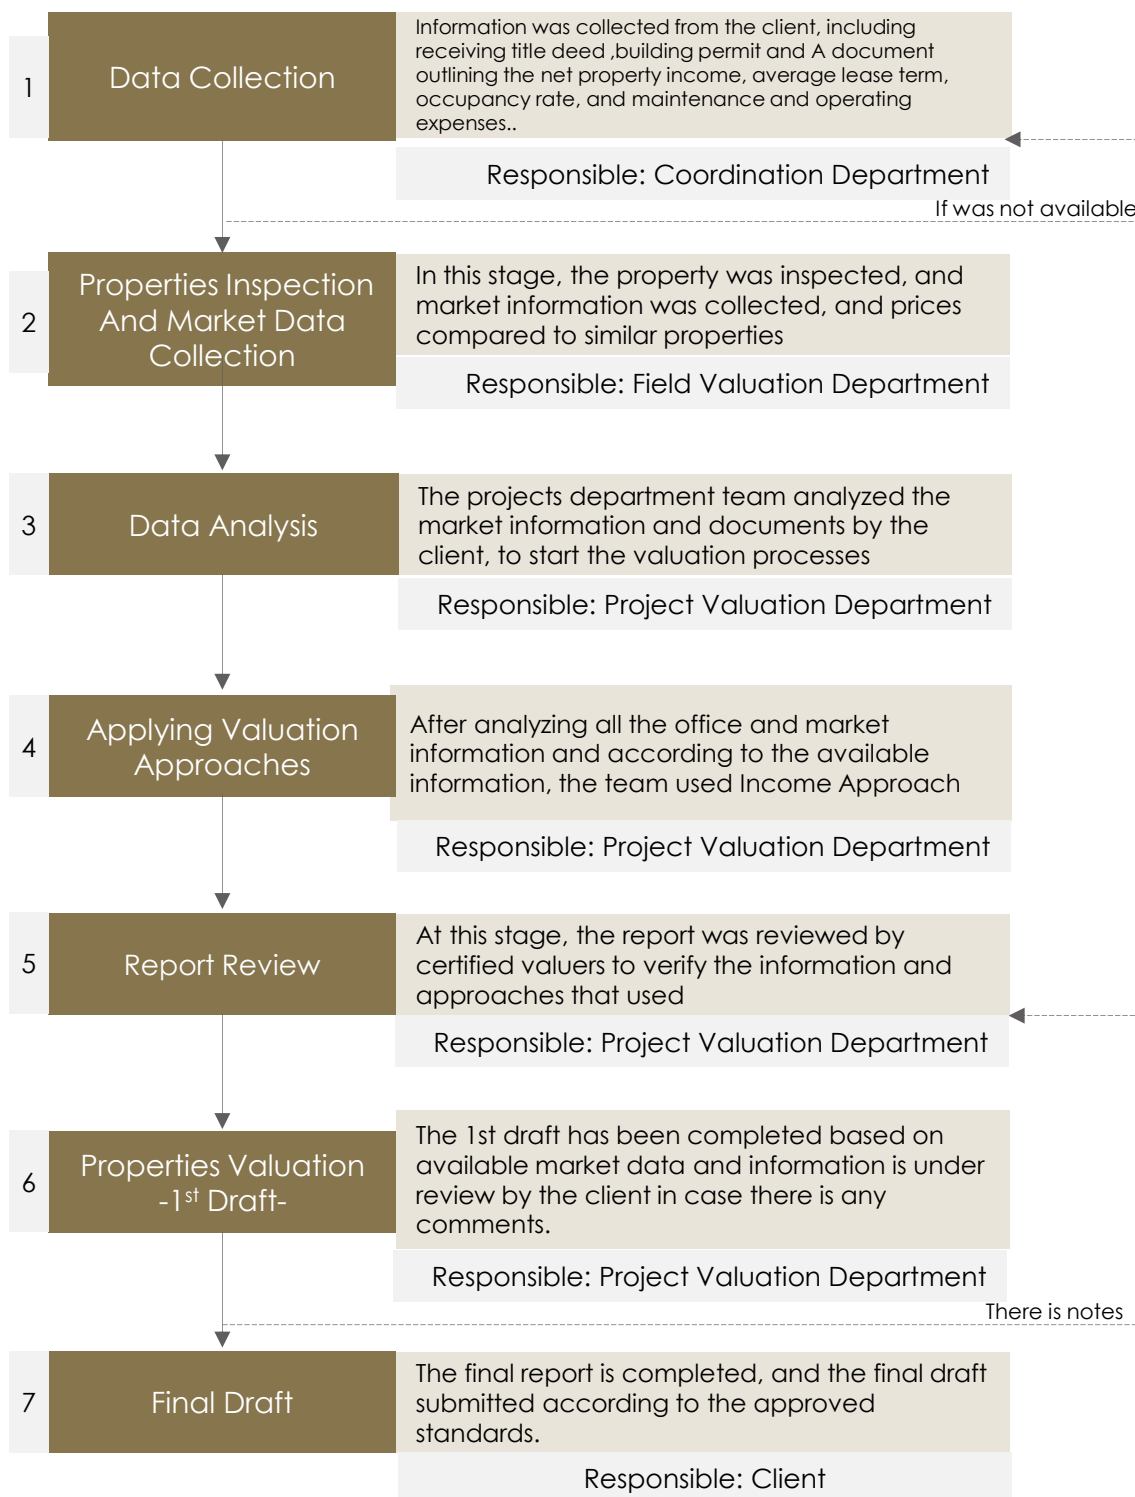 1
Data Collection
Information was collected from the client, including
receiving title deed ,building permit and A document
outlining the net property income, average lease term,
occupancy rate, and maintenance and operating
expenses..
Responsible: Coordination Department
If was not available
2
Properties Inspection
And Market Data
Collection
In this stage, the property was inspected, and
market information was collected, and prices
compared to similar properties
Responsible: Field Valuation Department
3
Data Analysis
The projects department team analyzed the
market information and documents by the
client, to start the valuation processes
Responsible: Project Valuation Department
4
Applying Valuation
Approaches
After analyzing all the office and market
information and according to the available
information, the team used Income Approach
Responsible: Project Valuation Department
5
Report Review
At this stage, the report was reviewed by
certified valuers to verify the information and
approaches that used
Responsible: Project Valuation Department
6
Properties Valuation
-1st Draft-
The 1st draft has been completed based on
available market data and information is under
review by the client in case there is any
comments.
Responsible: Project Valuation Department
There is notes
7
Final Draft
The final report is completed, and the final draft
submitted according to the approved
standards.
Responsible: Client